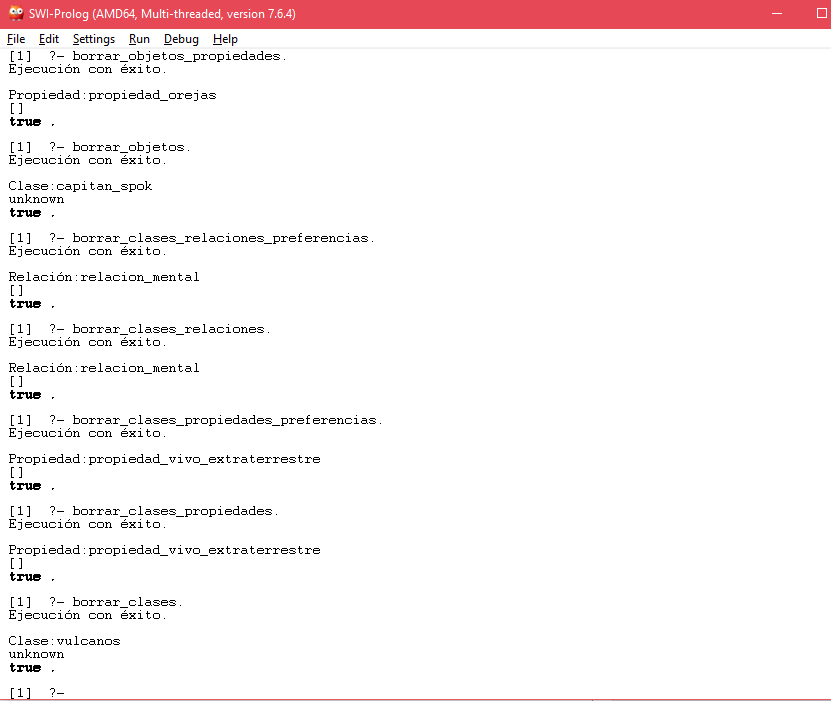 SWI-Prolog (AMD64, Multi-threaded, version 7.6.4)
File Edit Settings Run Debug Help
[1]  ?- borrar_objetos_propiedades.
Ejecución con éxito.
Propiedad:propiedad_orejas
[]
true .
[1]  ?- borrar_objetos.
Ejecución con éxito.
Clase:capitan_spok
unknown
true .
[1]  ?- borrar_clases_relaciones_preferencias.
Ejecución con éxito.
Relación:relacion_mental
[]
true .
[1]  ?- borrar_clases_relaciones.
Ejecución con éxito.
Relación:relacion_mental
[]
true .
[1]  ?- borrar_clases_propiedades_preferencias.
Ejecución con éxito.
Propiedad:propiedad_vivo_extraterrestre
[]
true .
[1]  ?- borrar_clases_propiedades.
Ejecución con éxito.
Propiedad:propiedad_vivo_extraterrestre
[]
true .
[1]  ?- borrar_clases.
Ejecución con éxito.
Clase:vulcanos
unknown
true .
[1]  ?-